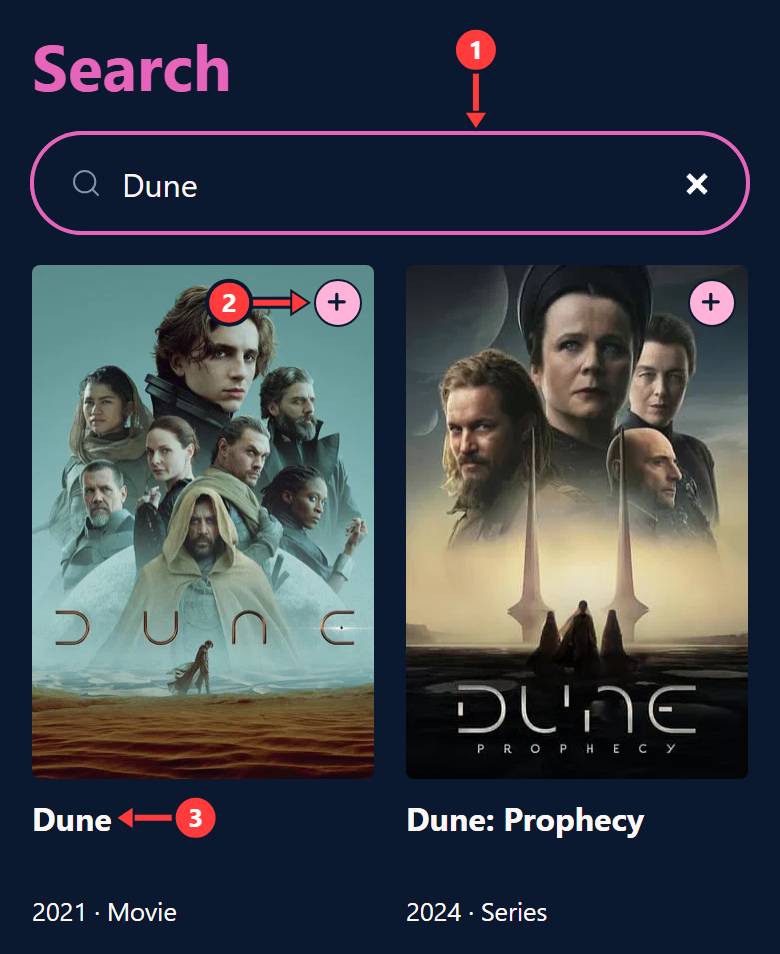 Search
1
Dune
2
DUNE
DUNE
PROPHECY
Dune
3
Dune: Prophecy
2021 · Movie
2024 · Series